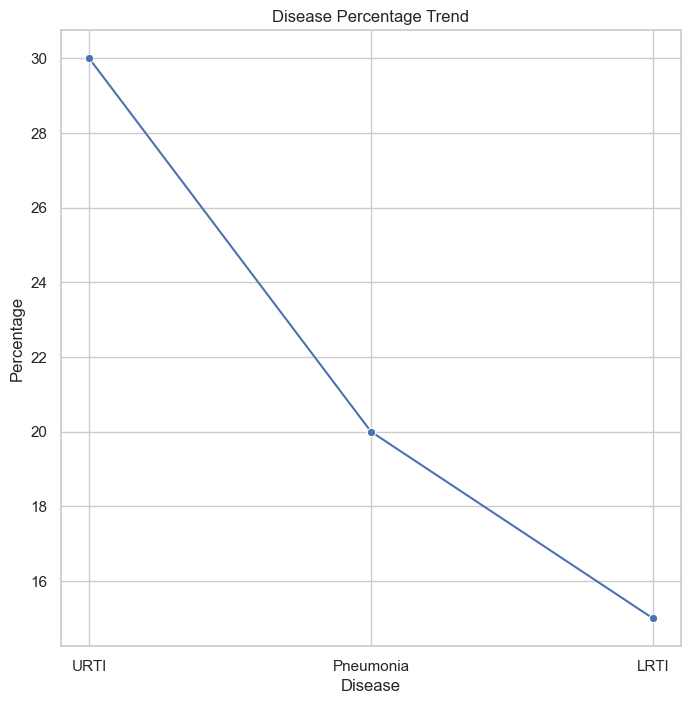 Disease Percentage Trend
30
28
26
24
22
20
18
16
Percentage
URTI Pneumonia LRTI
Disease